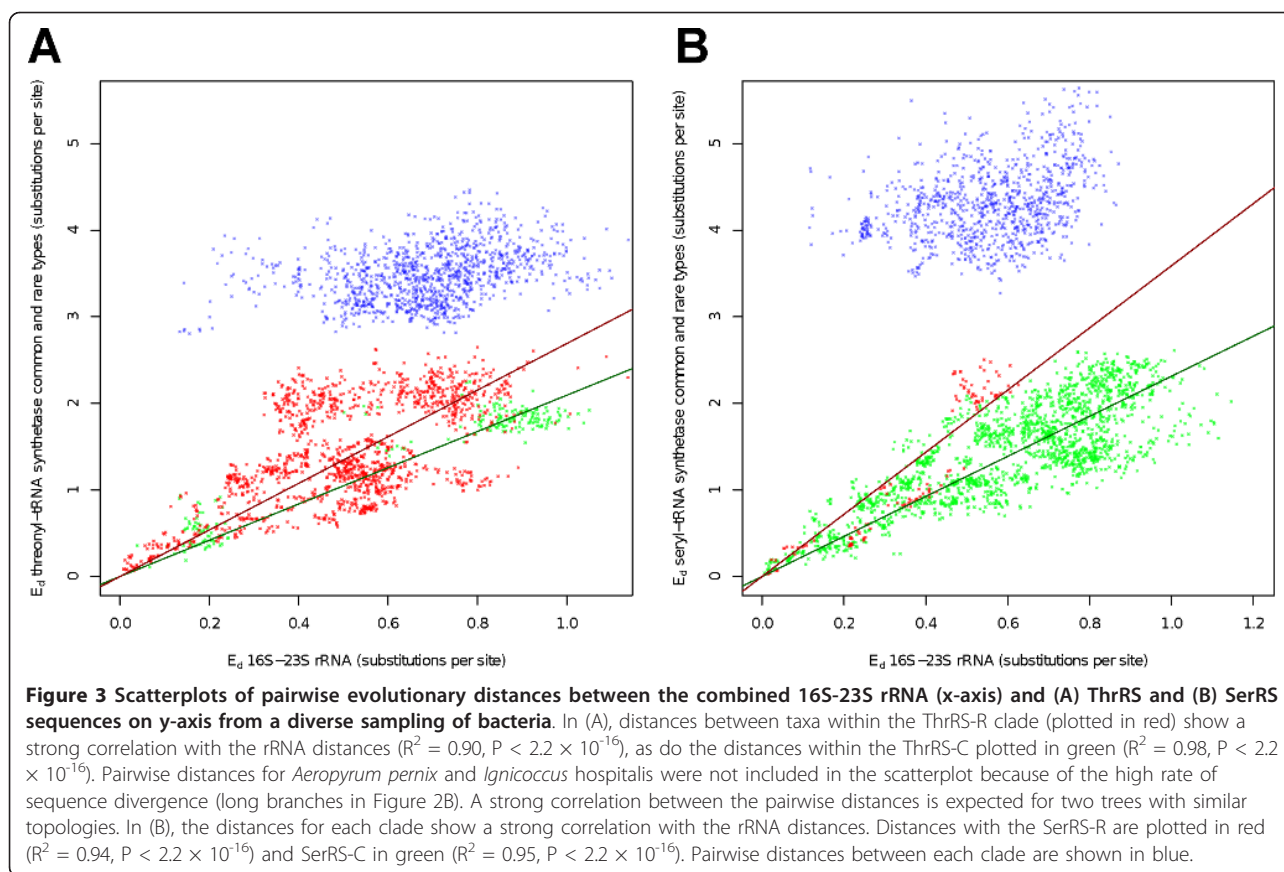 A
B
E_d threonyl-tRNA synthetase common and rare types (substitutions per site)
5
4
3
2
1
0
0.0 0.2 0.4 0.6 0.8 1.0
E_d 16S-23S rRNA (substitutions per site)
E_d seryl-tRNA synthetase common and rare types (substitutions per site)
5
4
3
2
1
0
0.0 0.2 0.4 0.6 0.8 1.0 1.2
E_d 16S-23S rRNA (substitutions per site)
Figure 3 Scatterplots of pairwise evolutionary distances between the combined 16S-23S rRNA (x-axis) and (A) ThrRS and (B) SerRS
sequences on y-axis from a diverse sampling of bacteria. In (A), distances between taxa within the ThrRS-R clade (plotted in red) show a
strong correlation with the rRNA distances (R² = 0.90, P < 2.2 × 10⁻¹⁶), as do the distances within the ThrRS-C plotted in green (R² = 0.98, P < 2.2
× 10⁻¹⁶). Pairwise distances for Aeropyrum pernix and Ignicoccus hospitalis were not included in the scatterplot because of the high rate of
sequence divergence (long branches in Figure 2B). A strong correlation between the pairwise distances is expected for two trees with similar
topologies. In (B), the distances for each clade show a strong correlation with the rRNA distances. Distances with the SerRS-R are plotted in red
(R² = 0.94, P < 2.2 × 10⁻¹⁶) and SerRS-C in green (R² = 0.95, P < 2.2 × 10⁻¹⁶). Pairwise distances between each clade are shown in blue.